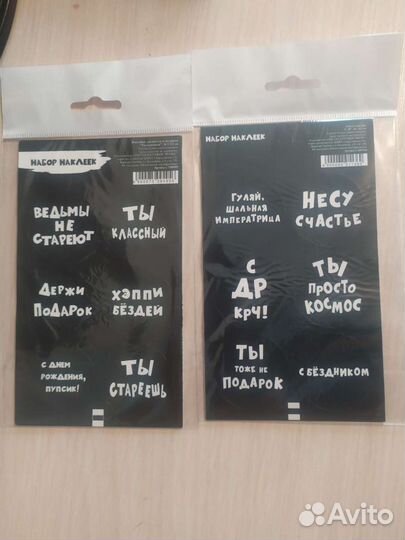 НАБОР НАКЛЕЕК
ВЕДЬМЫ
НЕ
СТАРЕЮТ
ТЫ
КЛАССНЫЙ
ДЕРЖИ
ПОДАРОК
ХЭППИ
БЁЗДЕЙ
С ДНЕМ
РОЖДЕНИЯ,
ПУПСИК!
ТЫ
СТАРЕЕШЬ
НАБОР НАКЛЕЕК
ГУЛЯЙ,
ШАЛЬНАЯ
ИМПЕРАТРИЦА
НЕСУ
СЧАСТЬЕ
С
ДР
КРЧ!
ТЫ
ПРОСТО
КОСМОС
ТЫ
ТОЖЕ НЕ
ПОДАРОК
С БЁЗДНИКОМ
Avito